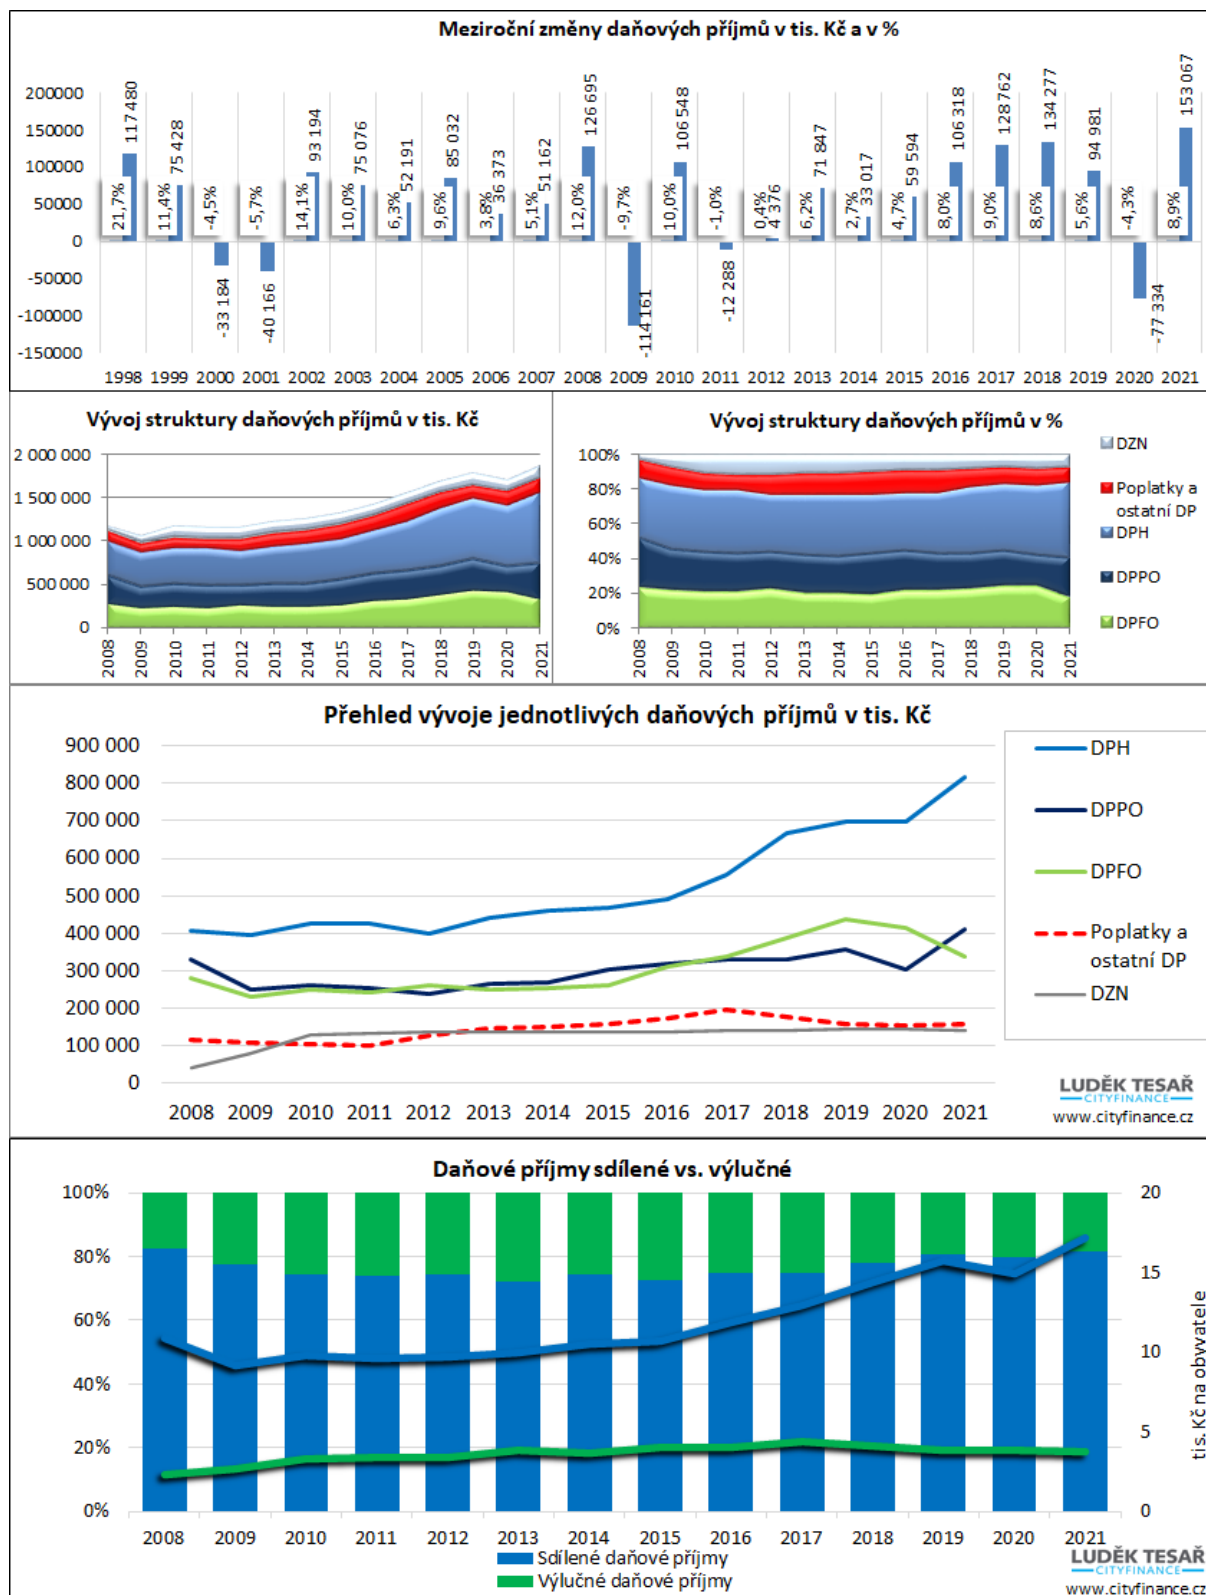 Meziroční změny daňových příjmů v tis. Kč a v %
200000
150000
100000
50000
0
-50000
-100000
-150000
21,7% 117 480
11,4% 75 428
-4,5% -33 184
-5,7% -40 166
14,1% 93 194
10,0% 75 076
6,3% 52 191
9,6% 85 032
3,8% 36 373
5,1% 51 162
12,0% 126 695
-9,7% -114 161
10,0% 106 548
-1,0% -12 288
0,4% 4 376
6,2% 71 847
2,7% 33 017
4,7% 59 594
8,0% 106 318
9,0% 128762
8,6% 134 277
5,6% 94 981
-4,3% -77 334
8,9% 153 067
1998 1999 2000 2001 2002 2003 2004 2005 2006 2007 2008 2009 2010 2011 2012 2013 2014 2015 2016 2017 2018 2019 2020 2021
Vývoj struktury daňových příjmů v tis. Kč
2 000 000
1 500 000
1 000 000
500 000
0
2008 2009 2010 2011 2012 2013 2014 2015 2016 2017 2018 2019 2020 2021
Vývoj struktury daňových příjmů v %
100%
80%
60%
40%
20%
0%
2008 2009 2010 2011 2012 2013 2014 2015 2016 2017 2018 2019 2020 2021
DZN
Poplatky a
ostatní DP
DPH
DPPO
DPFO
Přehled vývoje jednotlivých daňových příjmů v tis. Kč
900 000
800 000
700 000
600 000
500 000
400 000
300 000
200 000
100 000
0
2008 2009 2010 2011 2012 2013 2014 2015 2016 2017 2018 2019 2020 2021
DPH
DPPO
DPFO
Poplatky a
ostatní DP
DZN
LUDĚK TESAŘ
CITYFINANCE
www.cityfinance.cz
Daňové příjmy sdílené vs. výlučné
100%
80%
60%
40%
20%
0%
20
15
10
5
0
tis. Kč na obyvatele
2008 2009 2010 2011 2012 2013 2014 2015 2016 2017 2018 2019 2020 2021
Sdílené daňové příjmy
Výlučné daňové příjmy
LUDĚK TESAŘ
CITYFINANCE
www.cityfinance.cz